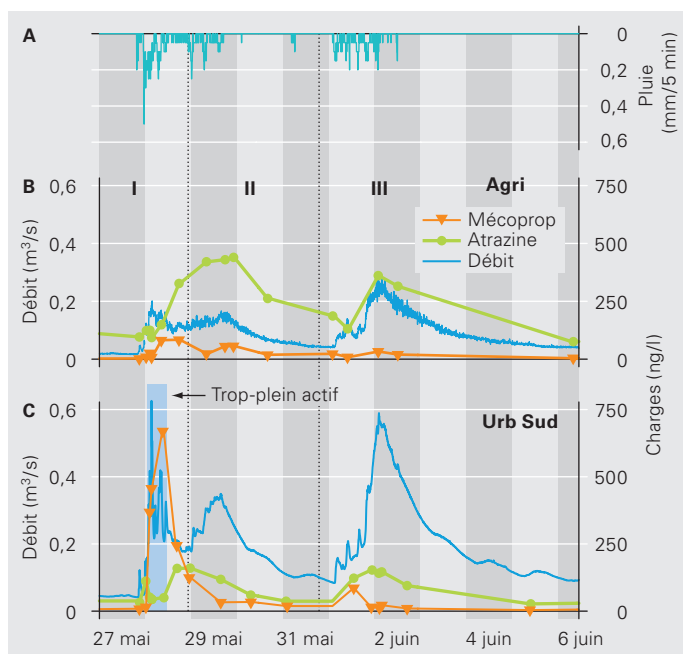 A
0
0,2
0,4
0,6
Pluie
(mm/5 min)
B
I
II
III
Agri
Mécoprop
Atrazine
Débit
0,6
0,4
0,2
0
Débit (m³/s)
750
500
250
0
Charges (ng/l)
C
Trop-plein actif
Urb Sud
0,6
0,4
0,2
0
Débit (m³/s)
750
500
250
0
27 mai
29 mai
31 mai
2 juin
4 juin
6 juin